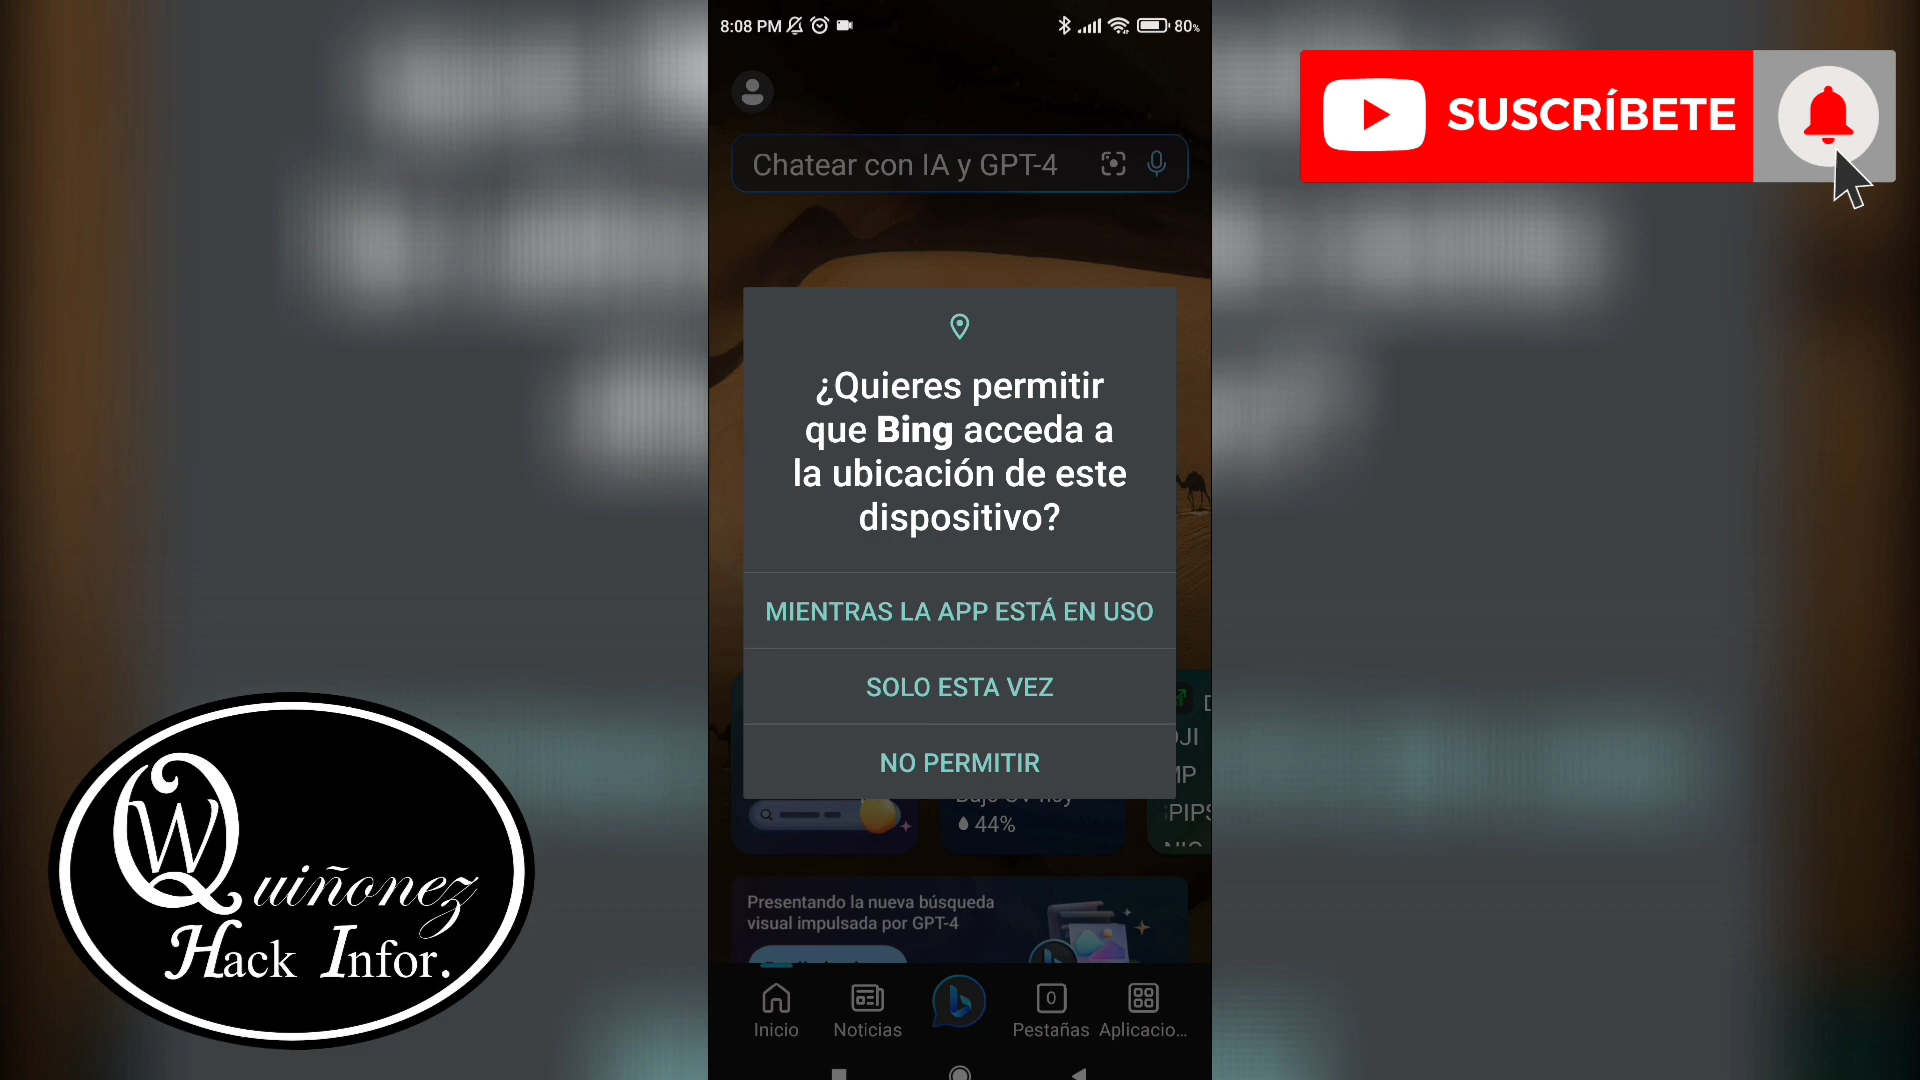 8:08 PM
80%
SUSCRÍBETE
Chatear con IA y GPT-4
¿Quieres permitir
que Bing acceda a
la ubicación de este
dispositivo?
MIENTRAS LA APP ESTÁ EN USO
SOLO ESTA VEZ
NO PERMITIR
44%
Presentando la nueva búsqueda
visual impulsada por GPT-4
Inicio
Noticias
0
Pestañas
Aplicacio...
Quiñonez
W
Hack Infor.